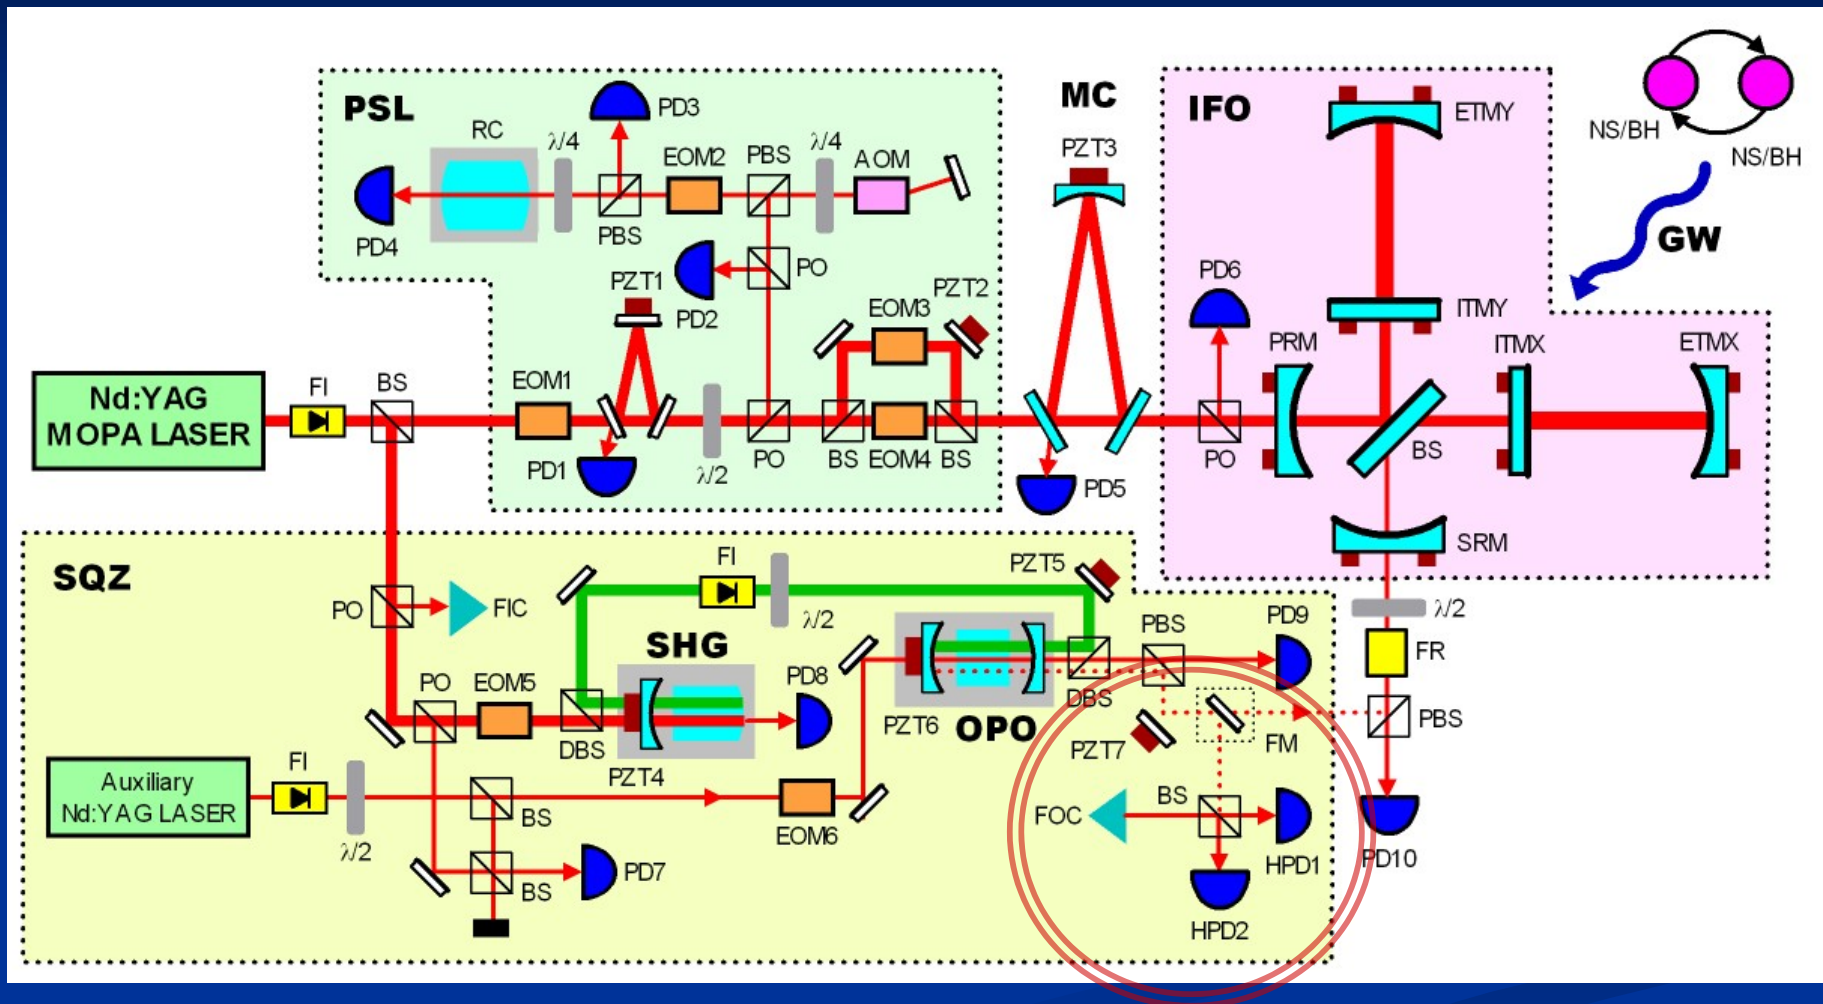 PSL
RC
λ/4
PD3
EOM2
PBS
λ/4
AOM
PD4
PBS
PO
PD2
PZT1
PZT2
EOM3
MC
PZT3
IFO
ETMY
NS/BH
NS/BH
GW
PD6
ITMY
PRM
ITMX
ETMX
Nd:YAG
MOPA LASER
FI
BS
EOM1
PD1
λ/2
PO
BS
EOM4
BS
PD5
PO
BS
SRM
SQZ
FI
λ/2
PZT5
PO
FIC
SHG
PD8
PBS
PD9
λ/2
FR
PO
EOM5
DBS
PZT4
PZT6
OPO
DBS
PZT7
FM
PBS
Auxiliary
Nd:YAG LASER
FI
λ/2
BS
EOM6
FOC
BS
HPD1
PD10
BS
PD7
HPD2